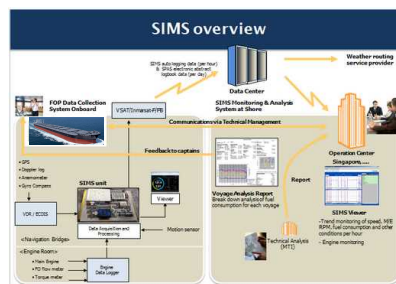 SIMS overview
SIMS auto logging data (per hour)
& SPAS electronic abstract
logbook data (per day)
Data Center
Weather routing
service provider
FOP Data Collection
System Onboard
VSAT/Inmarsat-F/FB
SIMS Monitoring & Analysis
System at Shore
Communications via Technical Management
Operation Center
Singapore, ....
• GPS
• Doppler log
• Anemometer
• Gyro Compass
Feedback to captains
SIMS unit
Viewer
VDR / ECDIS
Data Acquisition and
Processing
Motion sensor
<Navigation Bridge>
<Engine Room>
• Main Engine
• FO flow meter
• Torque meter
Engine
Data Logger
Voyage Analysis Report
Break down analysis of fuel
consumption for each voyage
Report
Technical Analysis
(MTI)
SIMS Viewer
-Trend monitoring of speed, M/E
RPM, fuel consumption and other
conditions per hour
- Engine monitoring